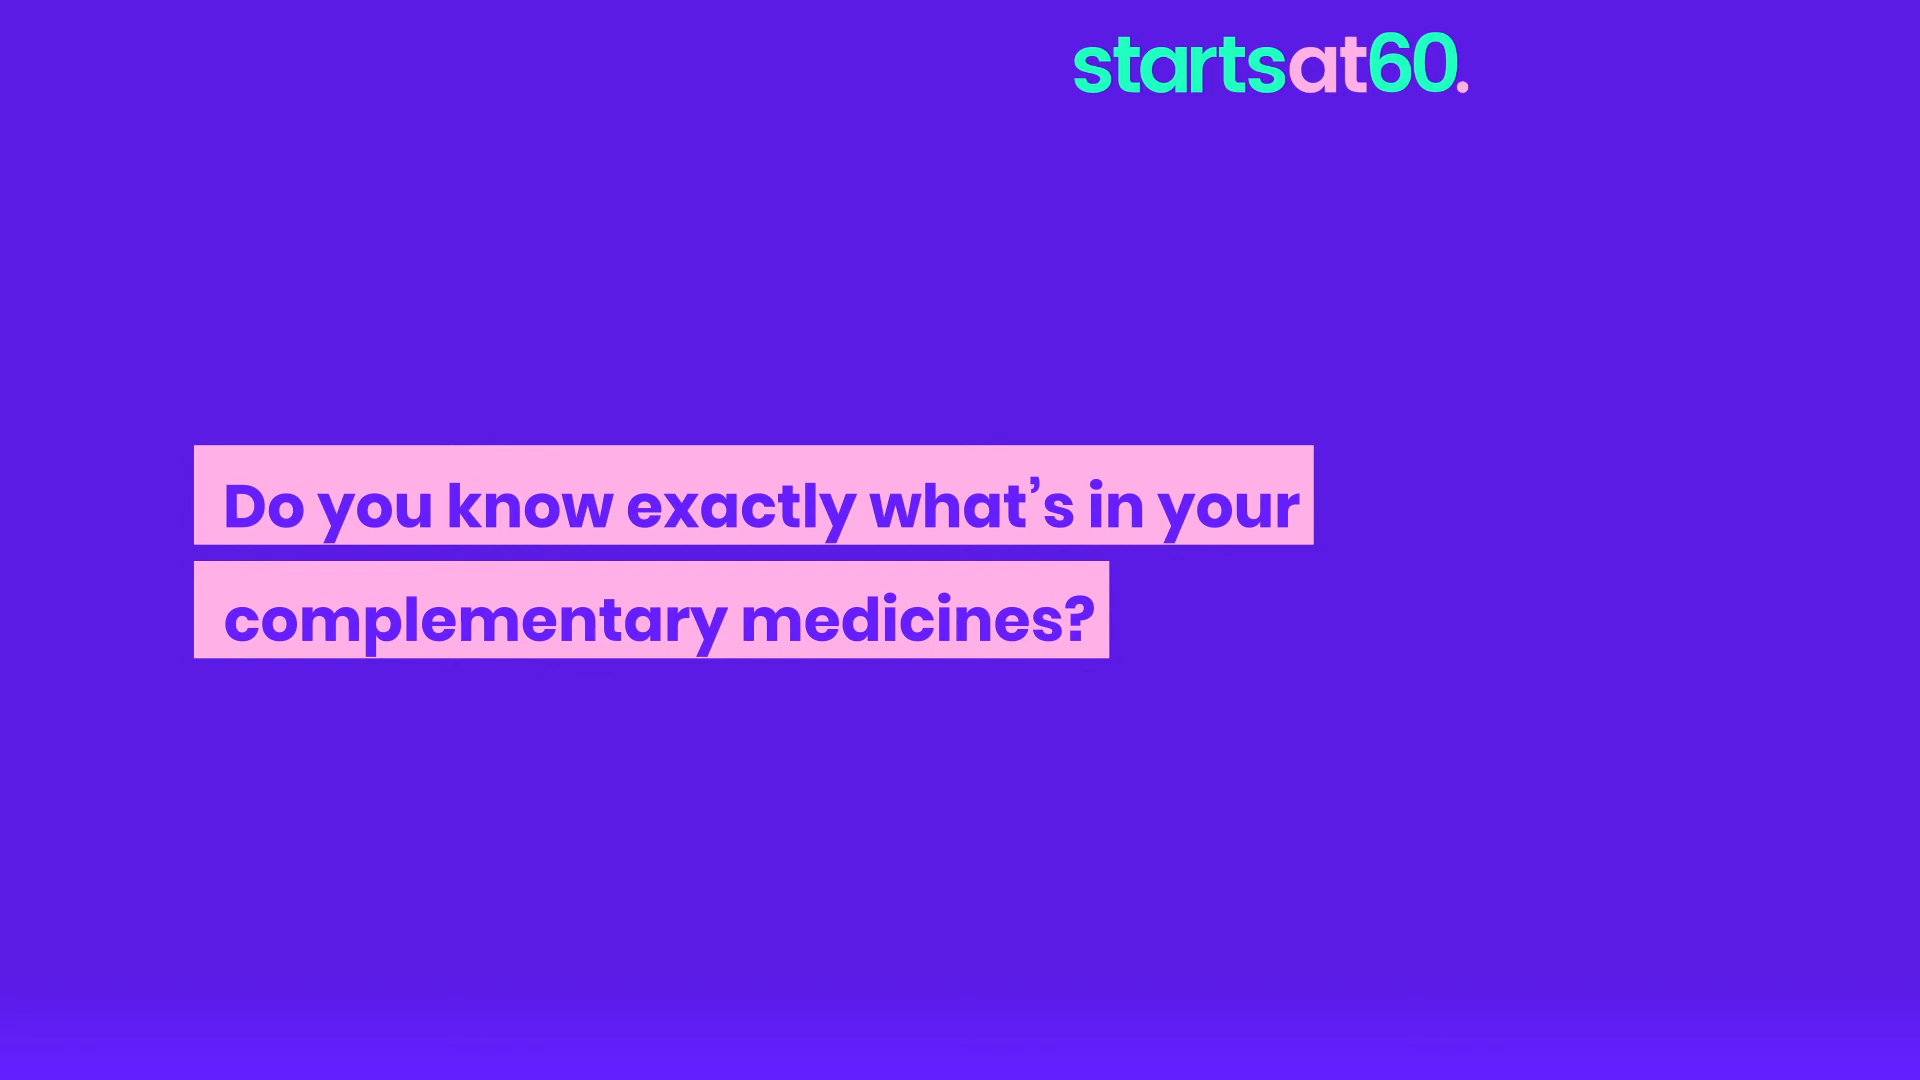 startsat60.
Do you know exactly what’s in your
complementary medicines?